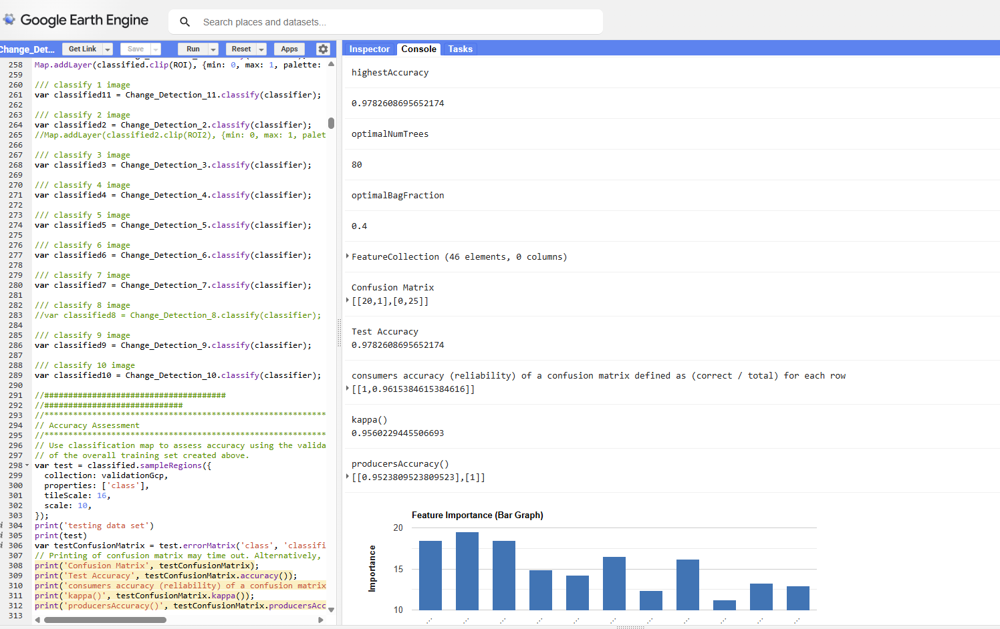 Google Earth Engine
Search places and datasets...
Change_Det...
Get Link
Save
Run
Reset
Apps
258 Map.addLayer(classified.clip(ROI), {min: 0, max: 1, palette:
259
260 /// classify 1 image
261 var classified11 = Change_Detection_11.classify(classifier);
262
263 /// classify 2 image
264 var classified2 = Change_Detection_2.classify(classifier);
265 //Map.addLayer(classified2.clip(ROI2), {min: 0, max: 1, palet
266
267 /// classify 3 image
268 var classified3 = Change_Detection_3.classify(classifier);
269
270 /// classify 4 image
271 var classified4 = Change_Detection_4.classify(classifier);
272
273 /// classify 5 image
274 var classified5 = Change_Detection_5.classify(classifier);
275
276 /// classify 6 image
277 var classified6 = Change_Detection_6.classify(classifier);
278
279 /// classify 7 image
280 var classified7 = Change_Detection_7.classify(classifier);
281
282 /// classify 8 image
283 //var classified8 = Change_Detection_8.classify(classifier);
284
285 /// classify 9 image
286 var classified9 = Change_Detection_9.classify(classifier);
287
288 /// classify 10 image
289 var classified10 = Change_Detection_10.classify(classifier);
290
291 //#####################################
292 //############################
293 //**********************************************************
294 // Accuracy Assessment
295 //**********************************************************
296 // Use classification map to assess accuracy using the valida
297 // of the overall training set created above.
298 var test = classified.sampleRegions({
299 collection: validationGcp,
300 properties: ['class'],
301 tileScale: 16,
302 scale: 10,
303 });
304 print('testing data set')
305 print(test)
306 var testConfusionMatrix = test.errorMatrix('class', 'classifi
307 // Printing of confusion matrix may time out. Alternatively,
308 print('Confusion Matrix', testConfusionMatrix);
309 print('Test Accuracy', testConfusionMatrix.accuracy());
310 print('consumers accuracy (reliability) of a confusion matrix
311 print('kappa()', testConfusionMatrix.kappa());
312 print('producersAccuracy()', testConfusionMatrix.producersAcc
313
Inspector
Console
Tasks
highestAccuracy
0.9782608695652174
optimalNumTrees
80
optimalBagFraction
0.4
FeatureCollection (46 elements, 0 columns)
Confusion Matrix
[[20,1],[0,25]]
Test Accuracy
0.9782608695652174
consumers accuracy (reliability) of a confusion matrix defined as (correct / total) for each row
[[1,0.9615384615384616]]
kappa()
0.9560229445506693
producersAccuracy()
[[0.9523809523809523],[1]]
Feature Importance (Bar Graph)
Importance
20
15
10